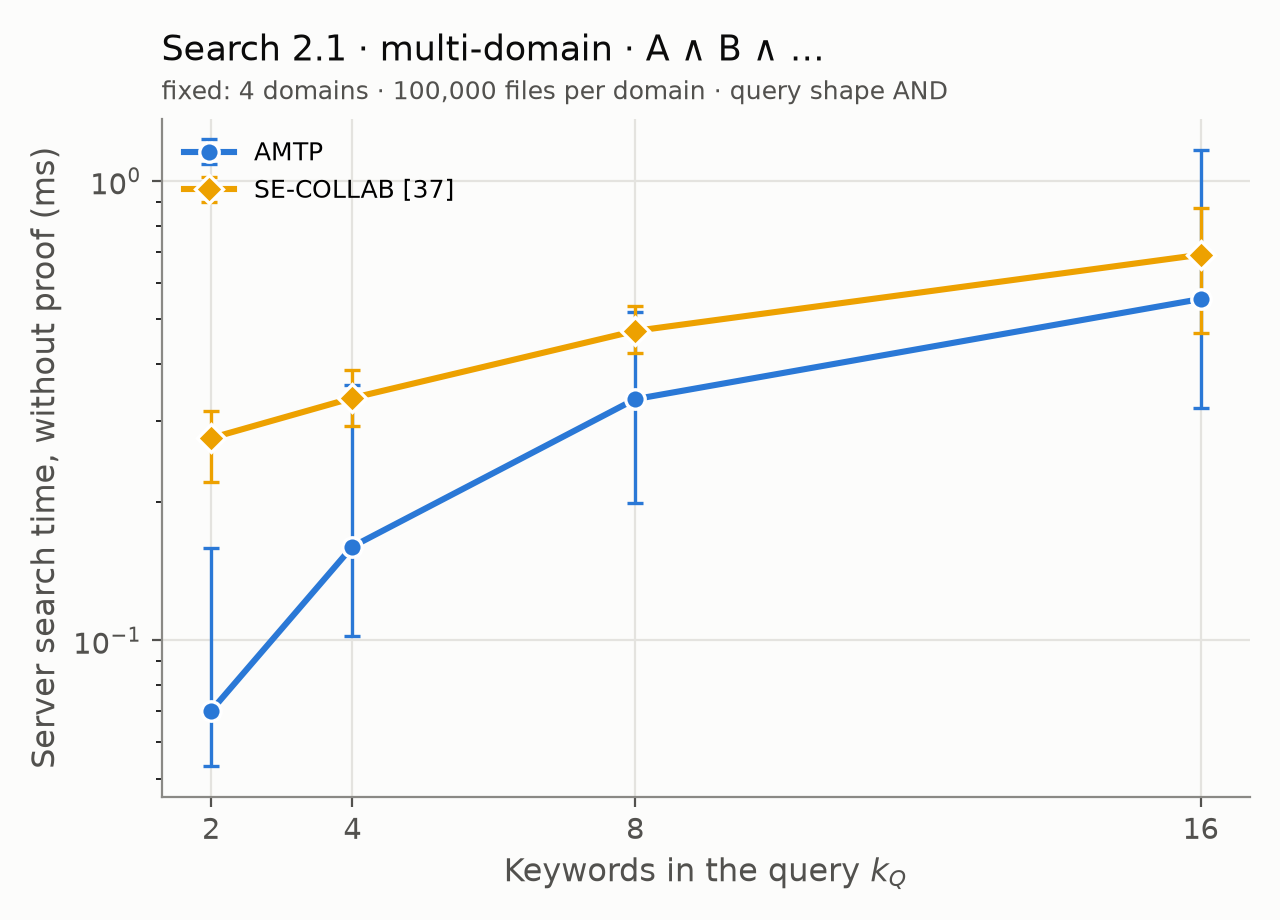 Search 2.1 · multi-domain · A ∧ B ∧ …
fixed: 4 domains · 100,000 files per domain · query shape AND
AMTP
SE-COLLAB [37]
Server search time, without proof (ms)
10⁰
10⁻¹
2 4 8 16
Keywords in the query k_Q